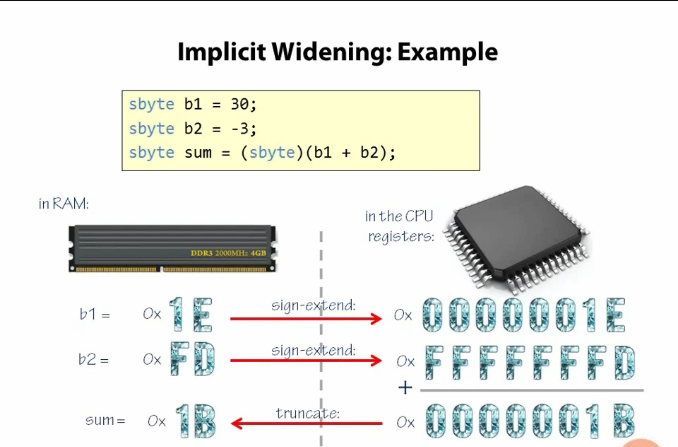 Implicit Widening: Example
sbyte b1 = 30;
sbyte b2 = -3;
sbyte sum = (sbyte)(b1 + b2);
in RAM:
in the CPU
registers:
DDR3 2000MHz 4GB
b1 = 0x 1E sign-extend: 0x 0000001E
b2 = 0x FD sign-extend: 0x FFFFFFFD
+
sum = 0x 1B truncate: 0x 0000001B